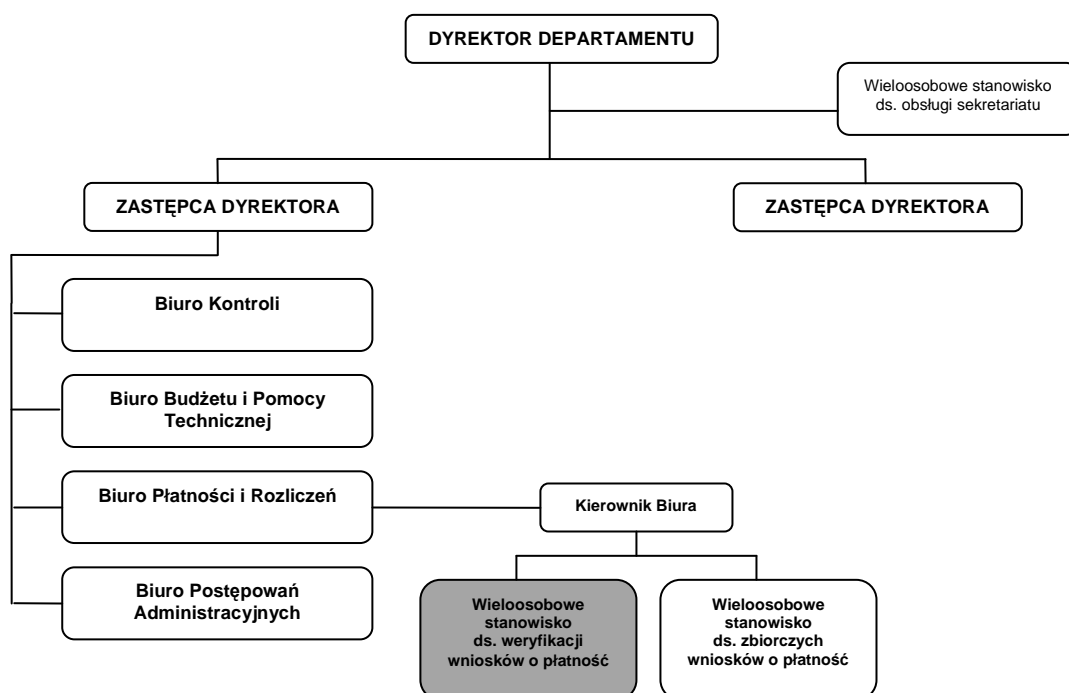 DYREKTOR DEPARTAMENTU
Wieloosobowe stanowisko
ds. obsługi sekretariatu
ZASTĘPCA DYREKTORA
ZASTĘPCA DYREKTORA
Biuro Kontroli
Biuro Budżetu i Pomocy
Technicznej
Biuro Płatności i Rozliczeń
Kierownik Biura
Biuro Postępowań
Administracyjnych
Wieloosobowe
stanowisko
ds. weryfikacji
wniosków o płatność
Wieloosobowe
stanowisko
ds. zbiorczych
wniosków o płatność